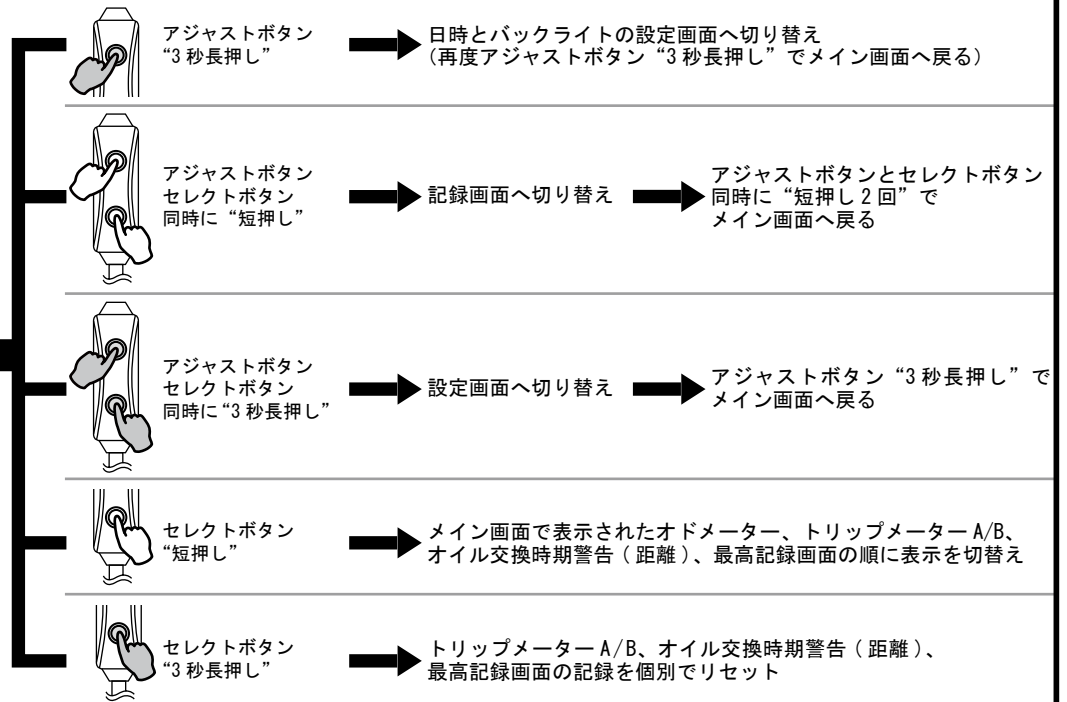 アジャストボタン
“3秒長押し”
日時とバックライトの設定画面へ切り替え
(再度アジャストボタン“3秒長押し”でメイン画面へ戻る)
アジャストボタン
セレクトボタン
同時に“短押し”
記録画面へ切り替え
アジャストボタンとセレクトボタン
同時に“短押し2回”で
メイン画面へ戻る
アジャストボタン
セレクトボタン
同時に“3秒長押し”
設定画面へ切り替え
アジャストボタン“3秒長押し”で
メイン画面へ戻る
セレクトボタン
“短押し”
メイン画面で表示されたオドメーター、トリップメーターA/B、
オイル交換時期警告(距離)、最高記録画面の順に表示を切替え
セレクトボタン
“3秒長押し”
トリップメーターA/B、オイル交換時期警告(距離)、
最高記録画面の記録を個別でリセット